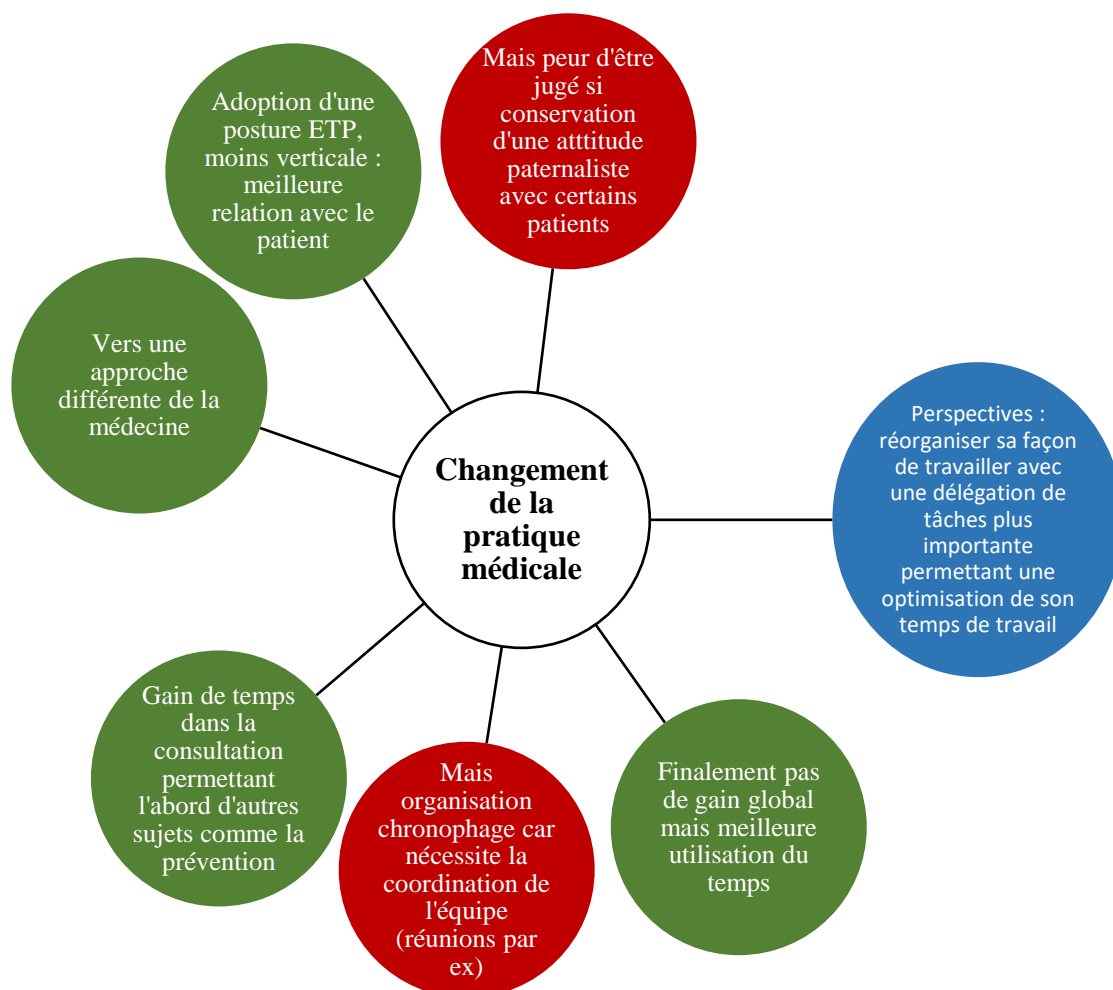 Mais peur d'être
jugé si
conservation
d'une atttitude
paternaliste
avec certains
patients
Adoption d'une
posture ETP,
moins verticale :
meilleure
relation avec le
patient
Vers une
approche
différente de la
médecine
Changement
de la
pratique
médicale
Perspectives :
réorganiser sa façon
de travailler avec
une délégation de
tâches plus
importante
permettant une
optimisation de son
temps de travail
Gain de temps
dans la
consultation
permettant
l'abord d'autres
sujets comme la
prévention
Mais
organisation
chronophage car
nécessite la
coordination de
l'équipe
(réunions par
ex)
Finalement pas
de gain global
mais meilleure
utilisation du
temps